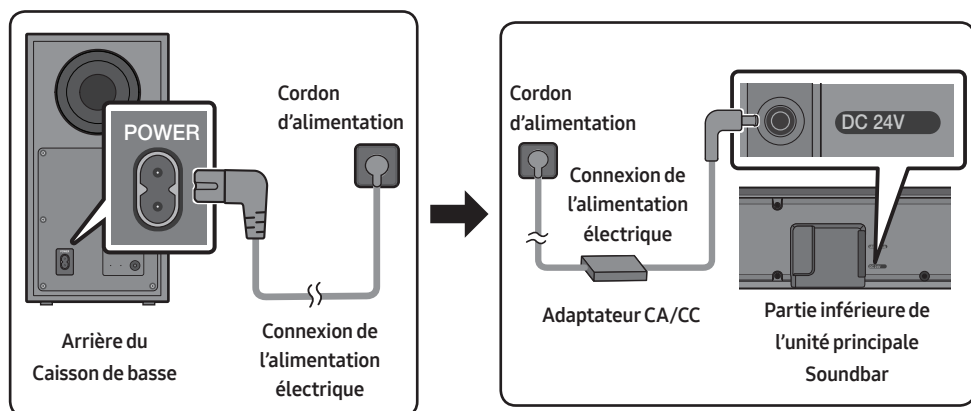 POWER
Cordon
d'alimentation
Arrière du
Caisson de basse
Connexion de
l'alimentation
électrique
Cordon
d'alimentation
DC 24V
Connexion de
l'alimentation
électrique
Adaptateur CA/CC
Partie inférieure de
l'unité principale
Soundbar